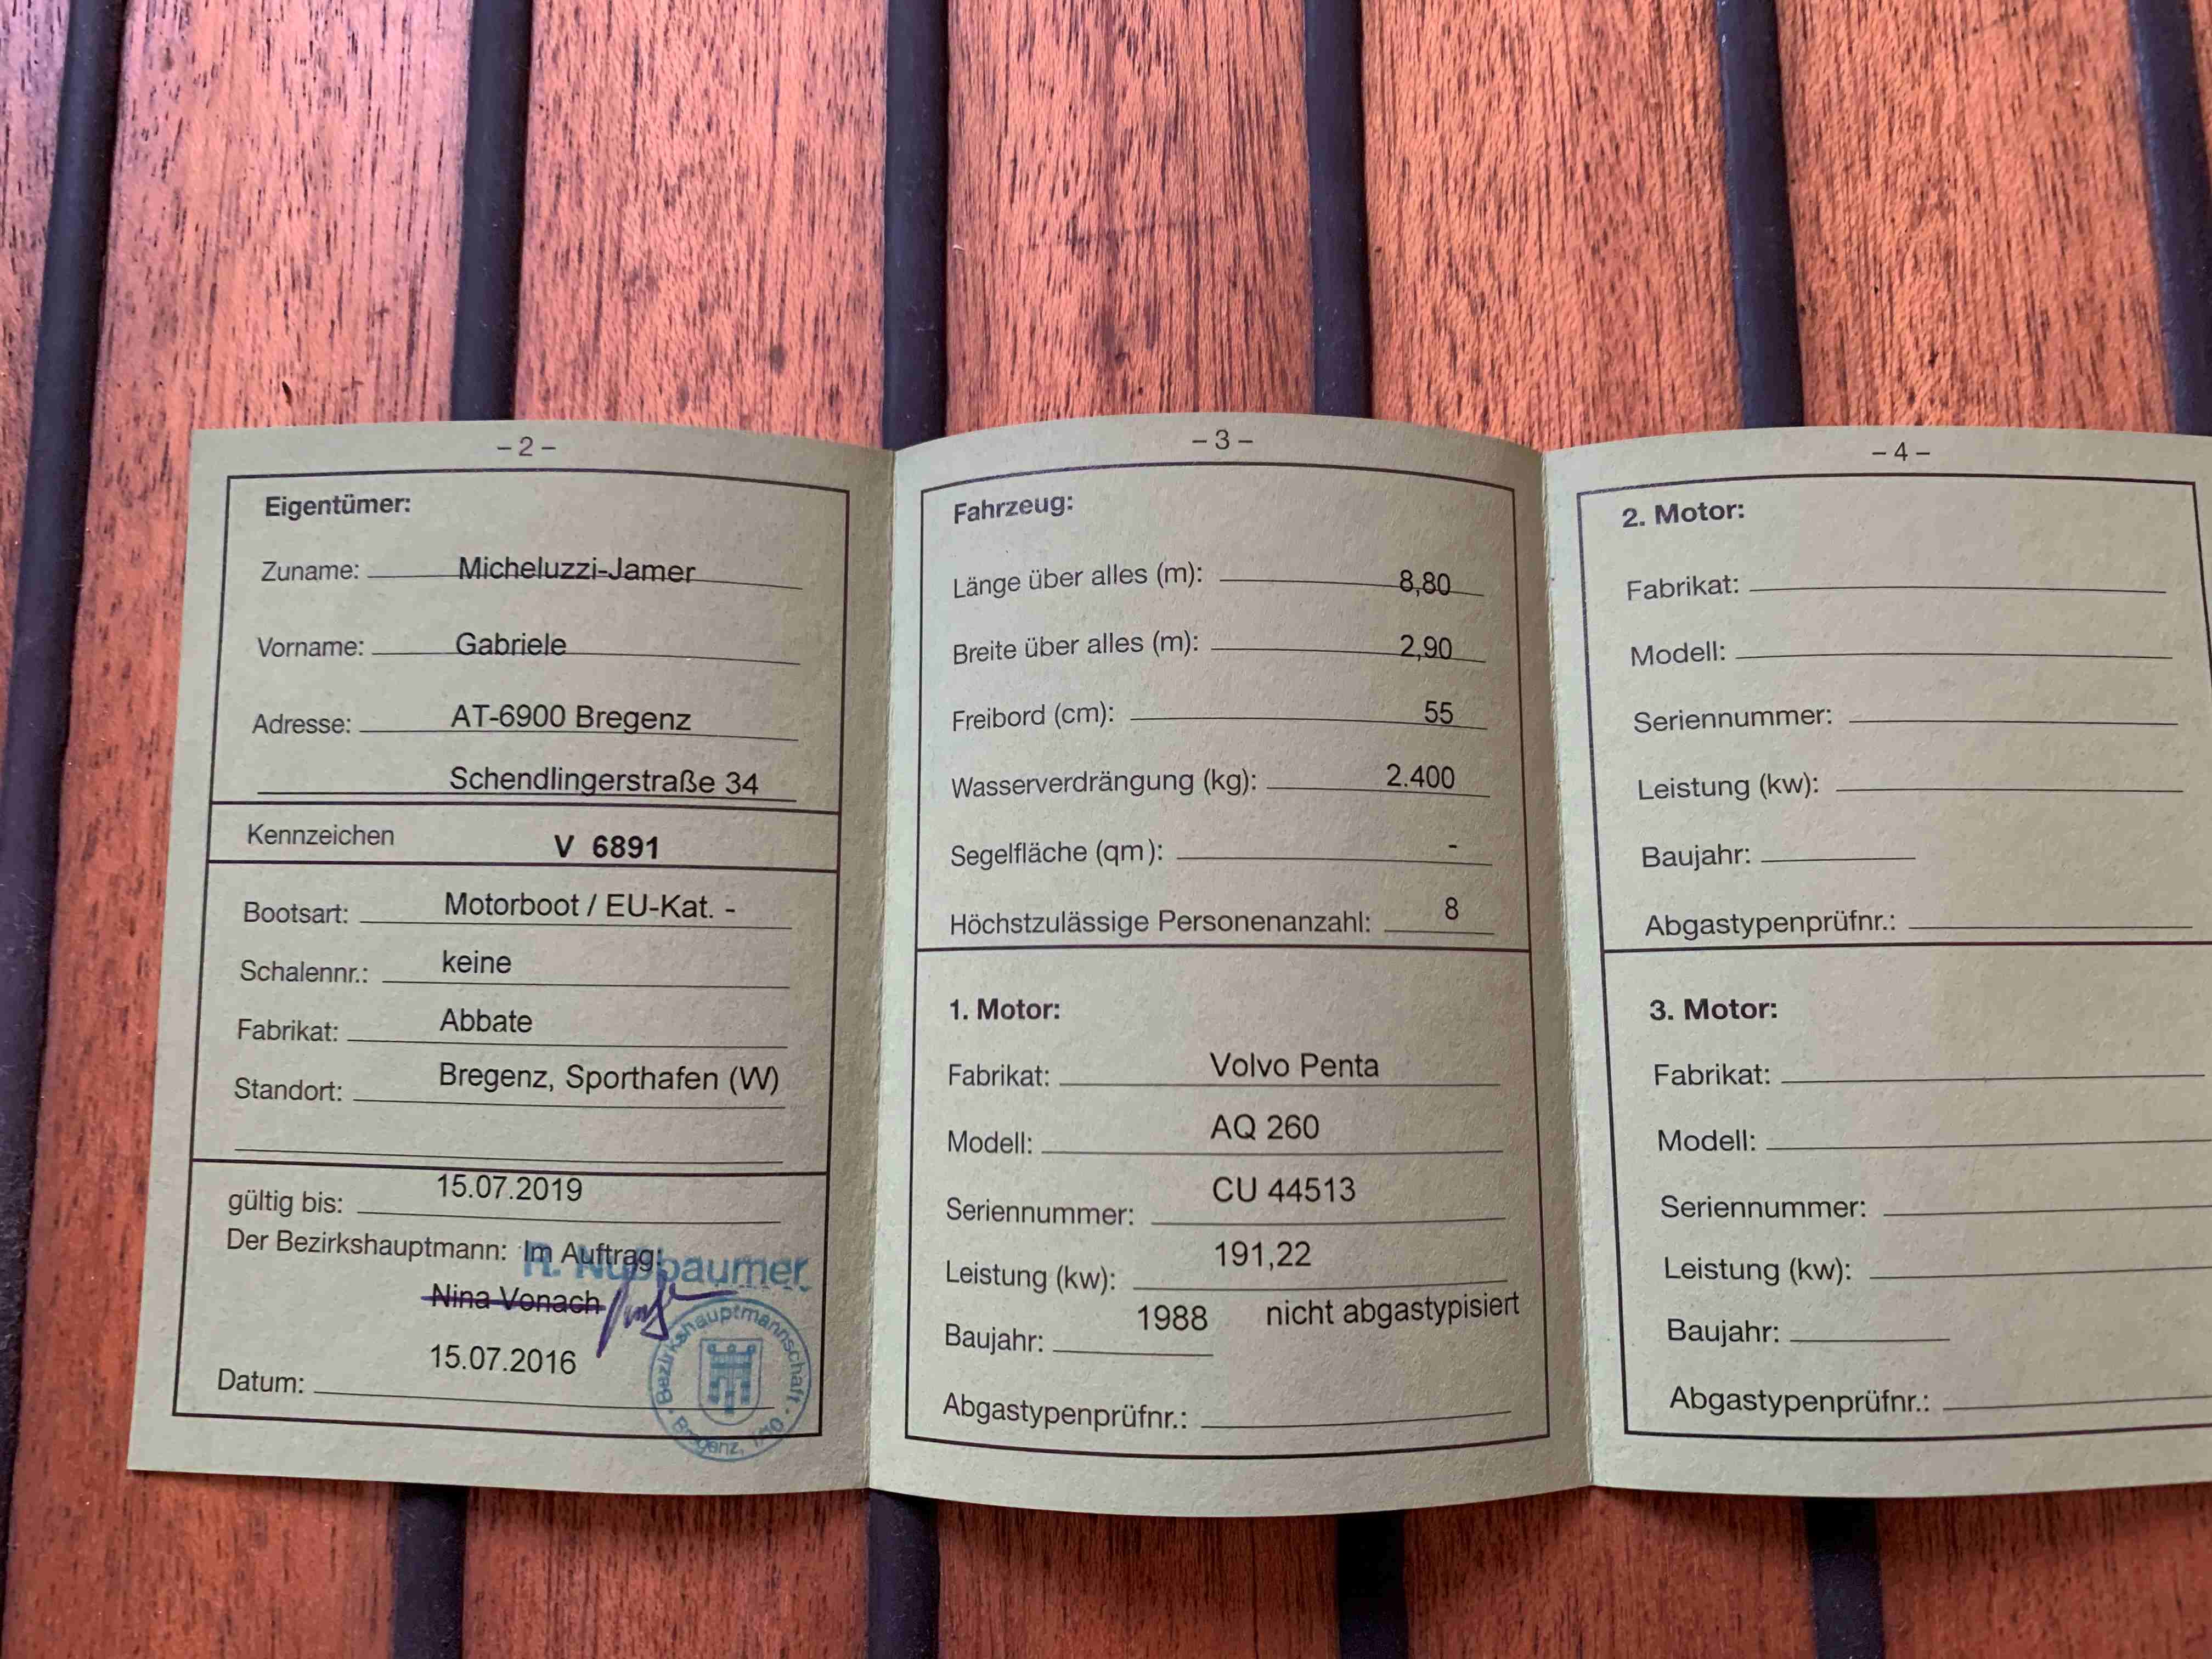 – 2 –
Eigentümer:
Zuname: Micheluzzi-Jamer
Vorname: Gabriele
Adresse: AT-6900 Bregenz
Schendlingerstraße 34
Kennzeichen V 6891
Bootsart: Motorboot / EU-Kat. -
Schalennr.: keine
Fabrikat: Abbate
Standort: Bregenz, Sporthafen (W)
gültig bis: 15.07.2019
Der Bezirkshauptmann: Im Auftrag:
R. Nußbaumer
Nina Vonach
Datum: 15.07.2016
Bezirkshauptmannschaft
Bregenz,
– 3 –
Fahrzeug:
Länge über alles (m): 8,80
Breite über alles (m): 2,90
Freibord (cm): 55
Wasserverdrängung (kg): 2.400
Segelfläche (qm): -
Höchstzulässige Personenanzahl: 8
1. Motor:
Fabrikat: Volvo Penta
Modell: AQ 260
Seriennummer: CU 44513
Leistung (kw): 191,22
Baujahr: 1988 nicht abgastypisiert
Abgastypenprüfnr.:
– 4 –
2. Motor:
Fabrikat:
Modell:
Seriennummer:
Leistung (kw):
Baujahr:
Abgastypenprüfnr.:
3. Motor:
Fabrikat:
Modell:
Seriennummer:
Leistung (kw):
Baujahr:
Abgastypenprüfnr.: